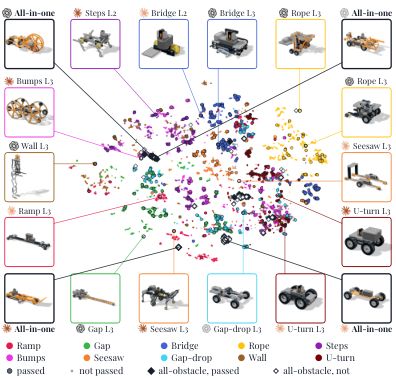 All-in-one
Steps L2
Bridge L2
Bridge L3
Rope L3
All-in-one
Bumps L3
Rope L3
Wall L3
Seesaw L3
Ramp L3
U-turn L3
All-in-one
Gap L3
Seesaw L3
Gap-drop L3
U-turn L3
All-in-one
Ramp
Gap
Bridge
Rope
Steps
Bumps
Seesaw
Gap-drop
Wall
U-turn
passed
not passed
all-obstacle, passed
all-obstacle, not